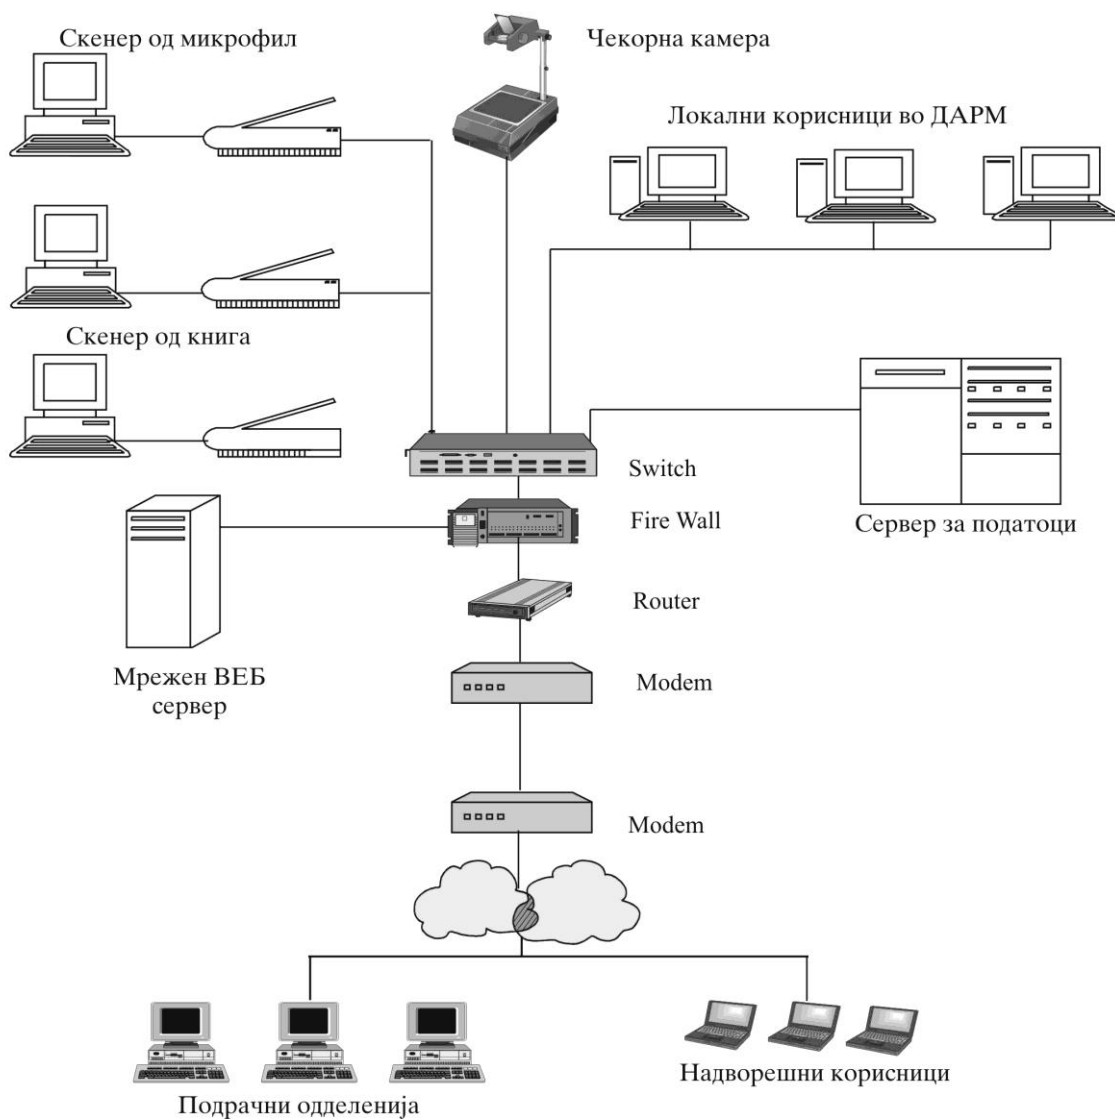 Скенер од микрофил
Чекорна камера
Локални корисници во ДАРМ
Скенер од книга
Switch
Fire Wall
Сервер за податоци
Router
Мрежен ВЕБ
сервер
Modem
Modem
Подрачни одделенија
Надворешни корисници